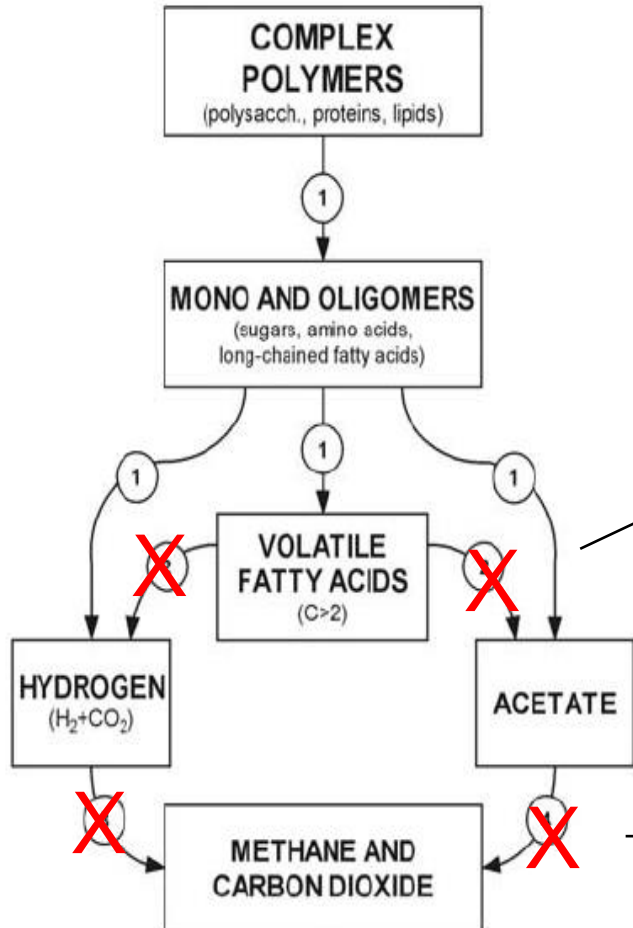 COMPLEX
POLYMERS
(polysacch., proteins, lipids)
1
MONO AND OLIGOMERS
(sugars, amino acids,
long-chained fatty acids)
1
1
1
VOLATILE
FATTY ACIDS
(C>2)
HYDROGEN
(H₂+CO₂)
ACETATE
METHANE AND
CARBON DIOXIDE